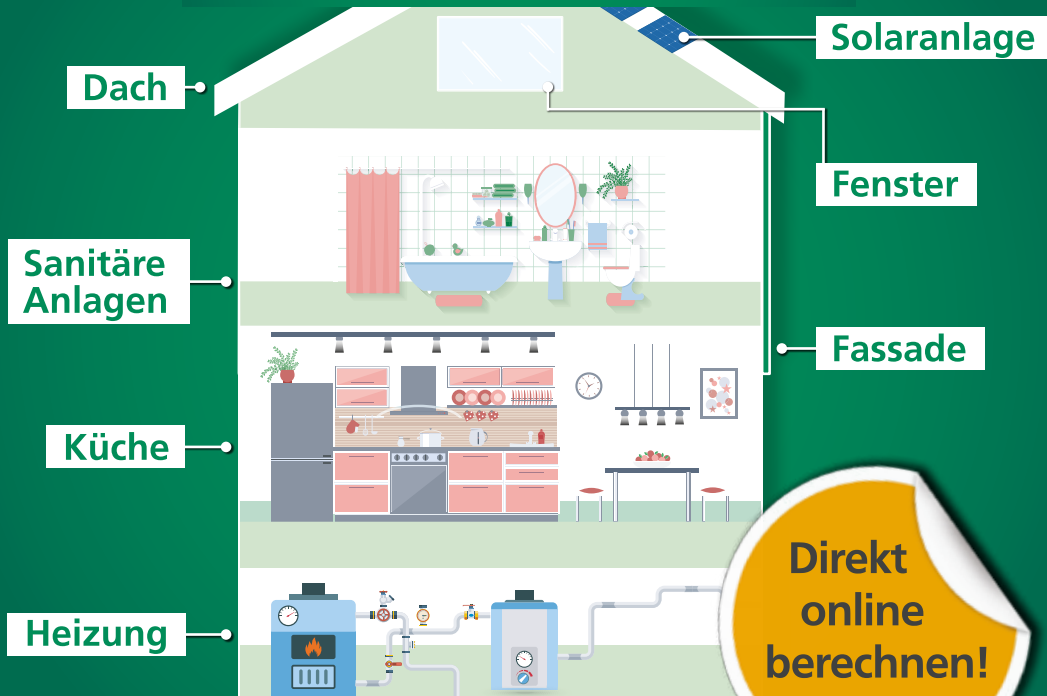 Solaranlage
Dach
Fenster
Sanitäre
Anlagen
Fassade
Küche
Heizung
Direkt
online
berechnen!